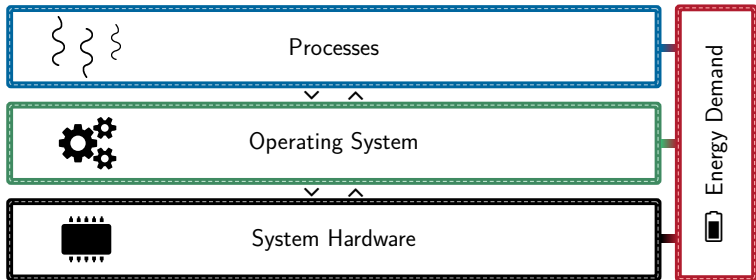 Processes
Operating System
System Hardware
Energy Demand